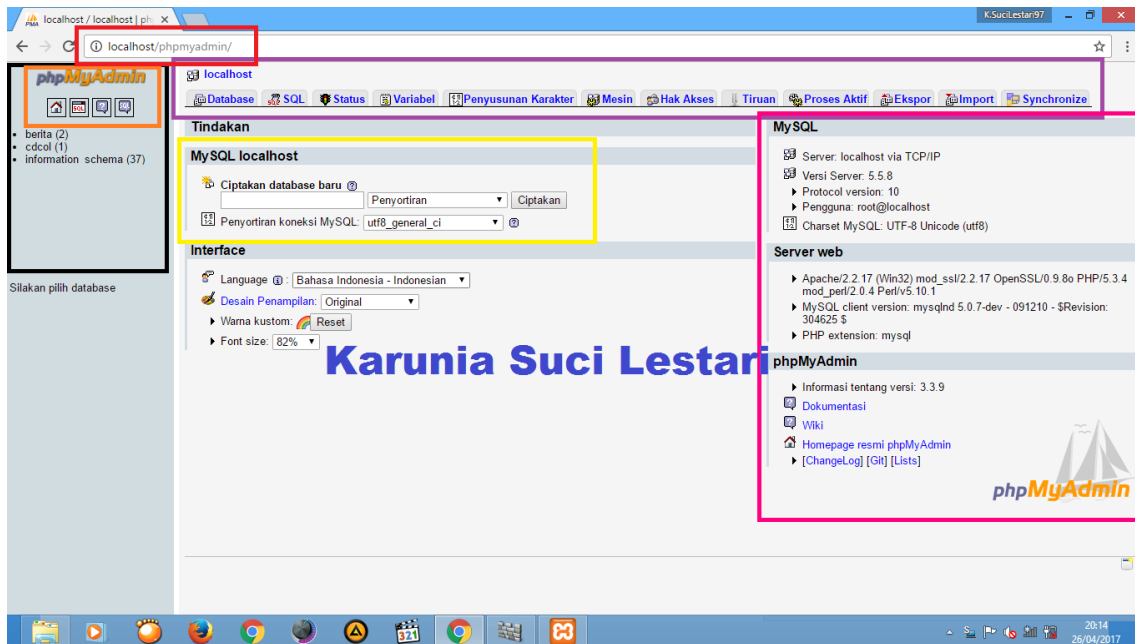 localhost / localhost | ph
K.SuciLestari97
localhost/phpmyadmin/
phpMyAdmin
SQL
berita (2)
cdcol (1)
information_schema (37)
Silakan pilih database
localhost
Database SQL Status Variabel Penyusunan Karakter Mesin Hak Akses Tiruan Proses Aktif Ekspor Import Synchronize
Tindakan
MySQL localhost
Ciptakan database baru
Penyortiran Ciptakan
Penyortiran koneksi MySQL: utf8_general_ci
Interface
Language : Bahasa Indonesia - Indonesian
Desain Penampilan: Original
Warna kustom: Reset
Font size: 82%
Karunia Suci Lestari
MySQL
Server: localhost via TCP/IP
Versi Server: 5.5.8
Protocol version: 10
Pengguna: root@localhost
Charset MySQL: UTF-8 Unicode (utf8)
Server web
Apache/2.2.17 (Win32) mod_ssl/2.2.17 OpenSSL/0.9.8o PHP/5.3.4
mod_perl/2.0.4 Perl/v5.10.1
MySQL client version: mysqlnd 5.0.7-dev - 091210 - $Revision:
304625 $
PHP extension: mysql
phpMyAdmin
Informasi tentang versi: 3.3.9
Dokumentasi
Wiki
Homepage resmi phpMyAdmin
[ChangeLog] [Git] [Lists]
phpMyAdmin
321
20:14
26/04/2017